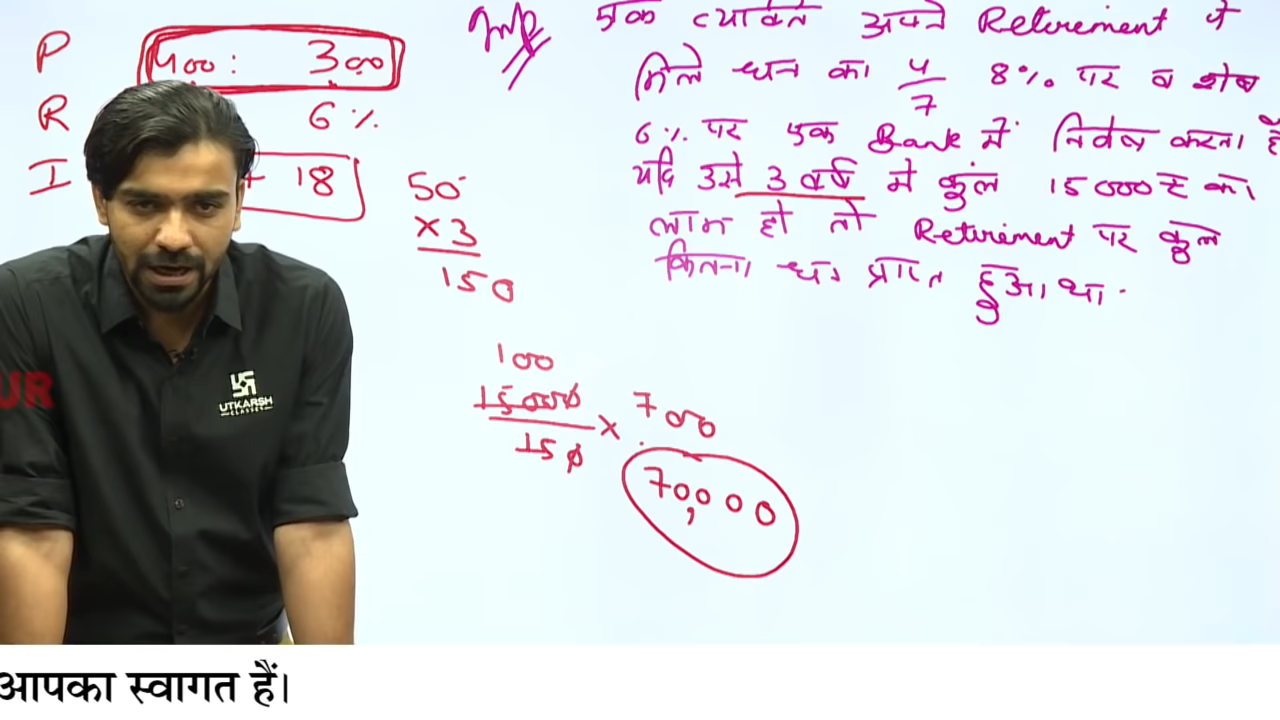 P 400 : 300
R 6%
I + 18
50
×3
150
100
15000
150
× 700
70,000
Imp एक व्यक्ति अपने Retirement पे
मिले धन का 4/7 8% पर व शेष
6% पर एक Bank में निवेश करता है
यदि उसे 3 वर्ष में कुल 15000₹ का
लाभ हो तो Retirement पर कुल
कितना धन प्राप्त हुआ था.
UTKARSH
CLASSES
UR
आपका स्वागत हैं।